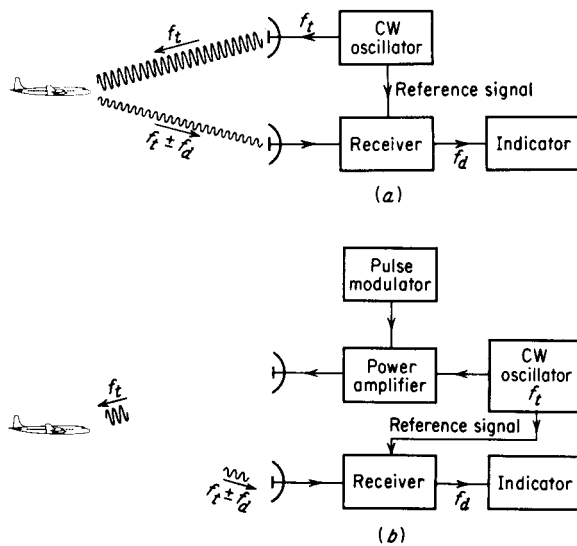 f_t
f_t
CW
oscillator
Reference signal
f_t ± f_d
Receiver
f_d
Indicator
(a)
Pulse
modulator
Power
amplifier
CW
oscillator
f_t
f_t
Reference signal
f_t ± f_d
Receiver
f_d
Indicator
(b)